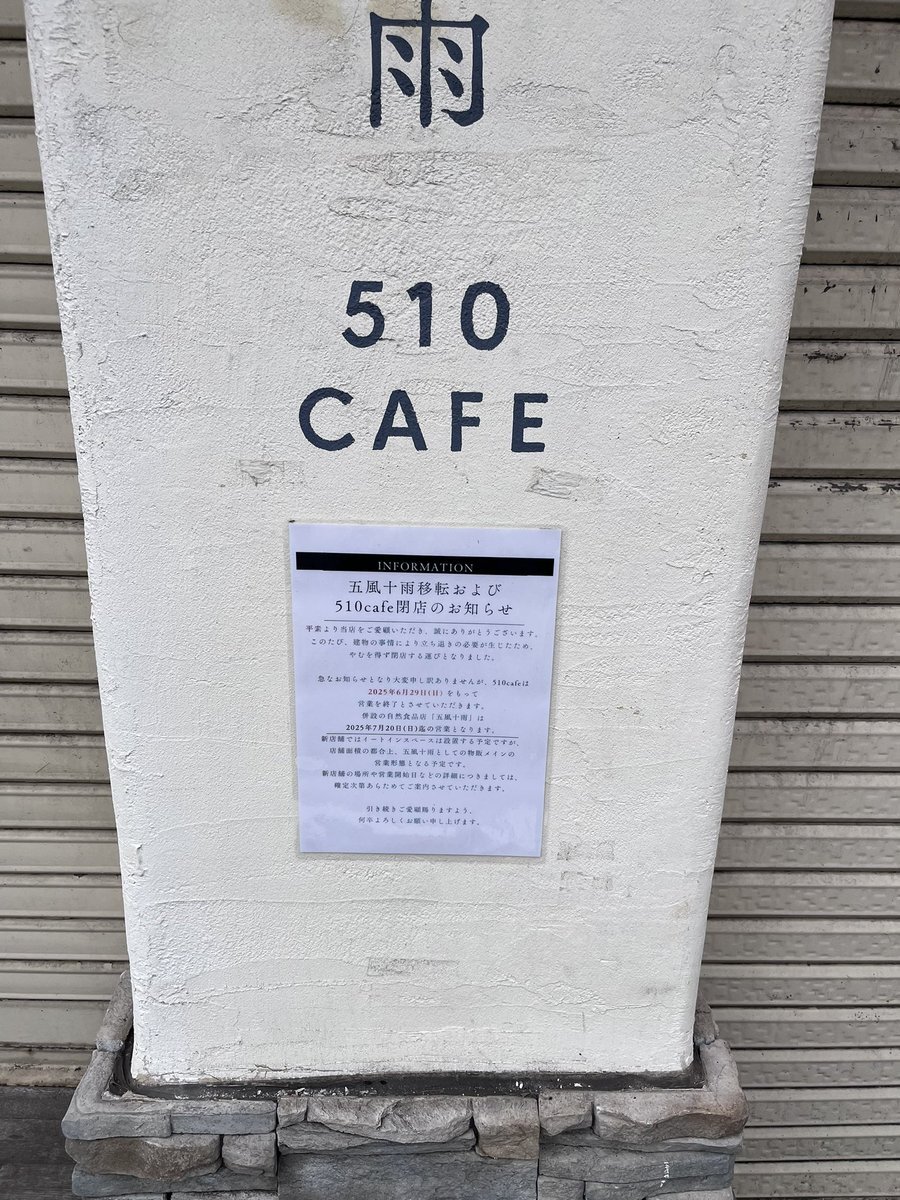 雨
510
CAFE
INFORMATION
五風十雨移転および
510cafe閉店のお知らせ
平素より当店をご愛顧いただき、誠にありがとうございます。
このたび、建物の事情により立ち退きの必要が生じたため、
やむを得ず閉店する運びとなりました。
急なお知らせとなり大変申し訳ありませんが、510cafeは
2025年6月29日(日) をもって
営業を終了とさせていただきます。
併設の自然食品店「五風十雨」は
2025年7月20日(日)迄の営業となります。
新店舗ではイートインスペースは設置する予定ですが、
店舗面積の都合上、五風十雨としての物販メインの
営業形態となる予定です。
新店舗の場所や営業開始日などの詳細につきましては、
確定次第あらためてご案内させていただきます。
引き続きご愛顧賜りますよう、
何卒よろしくお願い申し上げます。